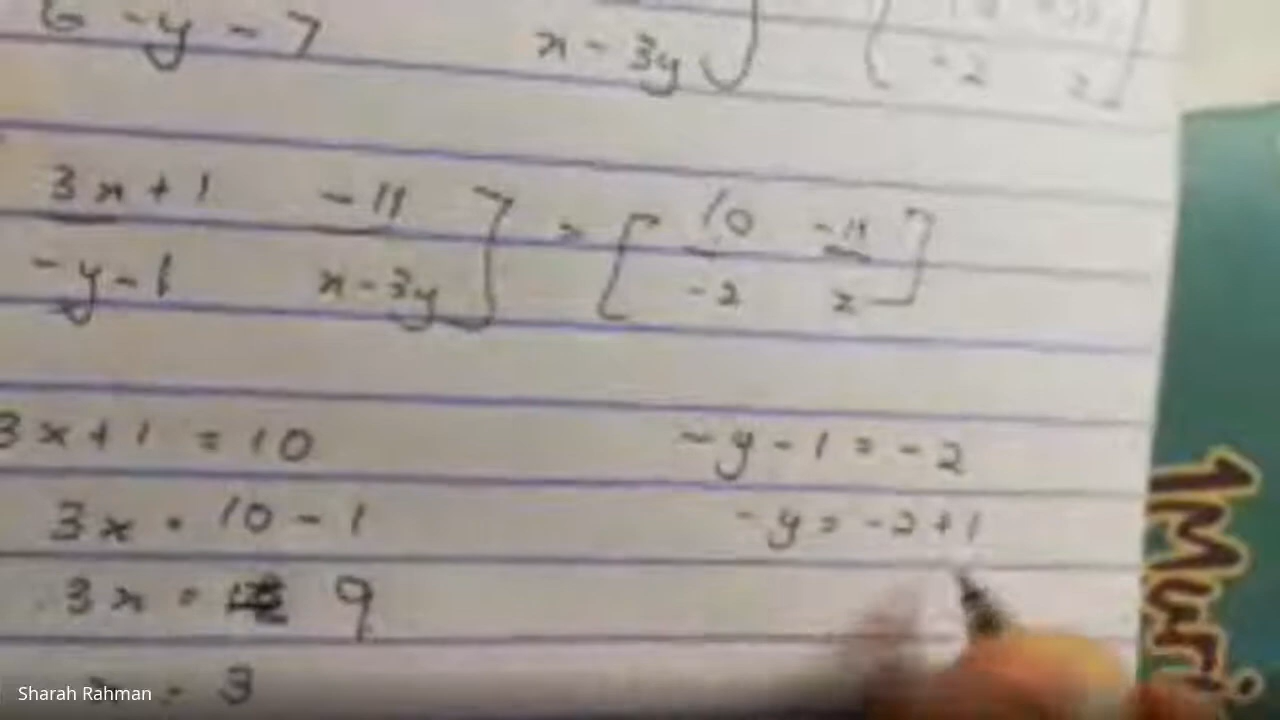 6 - y - 7
x - 3y ]
[
-2 z ]
3x + 1 -11 ] = [ 10 -11 ]
-y - 1 x - 3y -2 z
3x + 1 = 10 -y - 1 = -2
3x = 10 - 1 -y = -2 + 1
3x = 9
x = 3
1Muri
Sharah Rahman